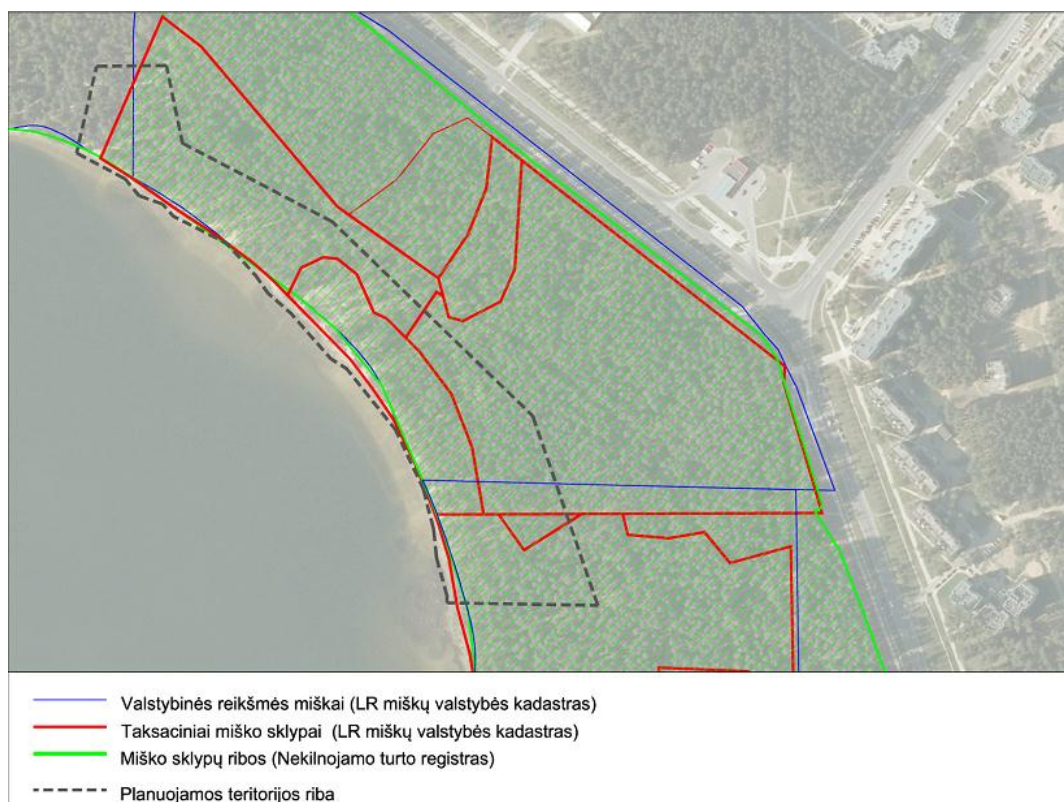 Valstybinės reikšmės miškai (LR miškų valstybės kadastras)
Taksaciniai miško sklypai (LR miškų valstybės kadastras)
Miško sklypų ribos (Nekilnojamo turto registras)
Planuojamos teritorijos riba